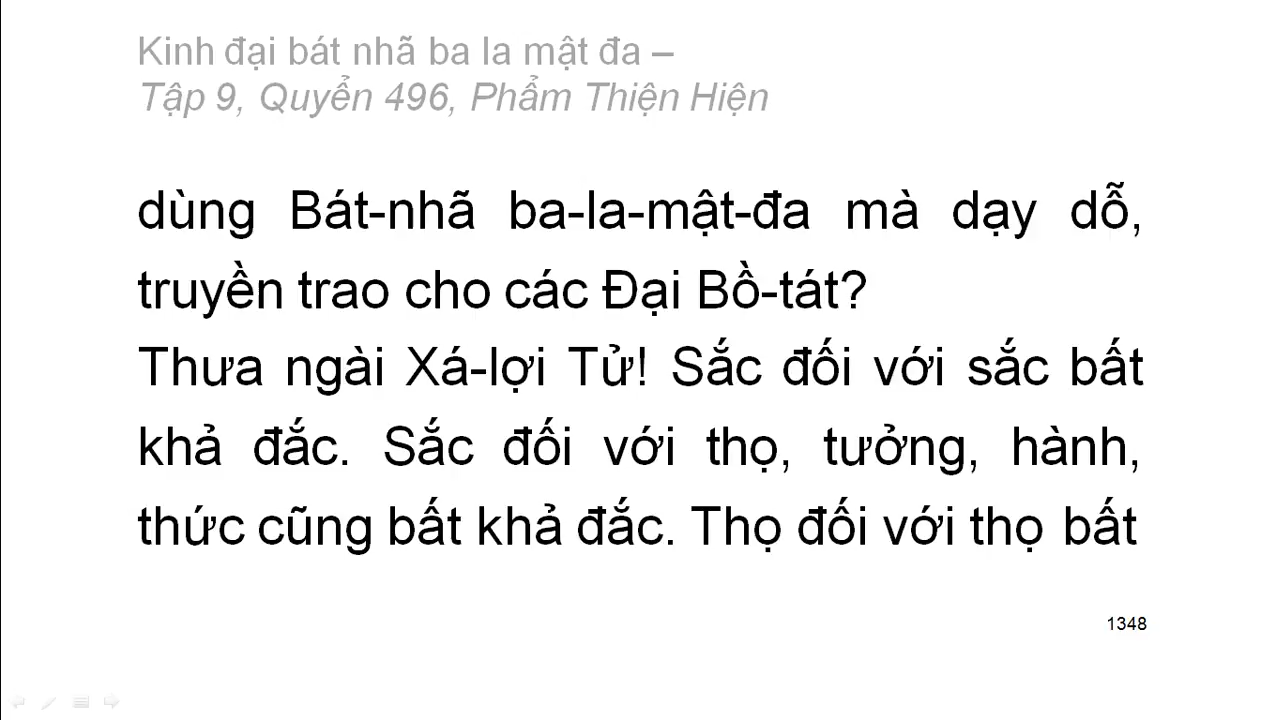 Kinh đại bát nhã ba la mật đa –
Tập 9, Quyển 496, Phẩm Thiện Hiện
dùng Bát-nhã ba-la-mật-đa mà dạy dỗ,
truyền trao cho các Đại Bồ-tát?
Thưa ngài Xá-lợi Tử! Sắc đối với sắc bất
khả đắc. Sắc đối với thọ, tưởng, hành,
thức cũng bất khả đắc. Thọ đối với thọ bất
1348